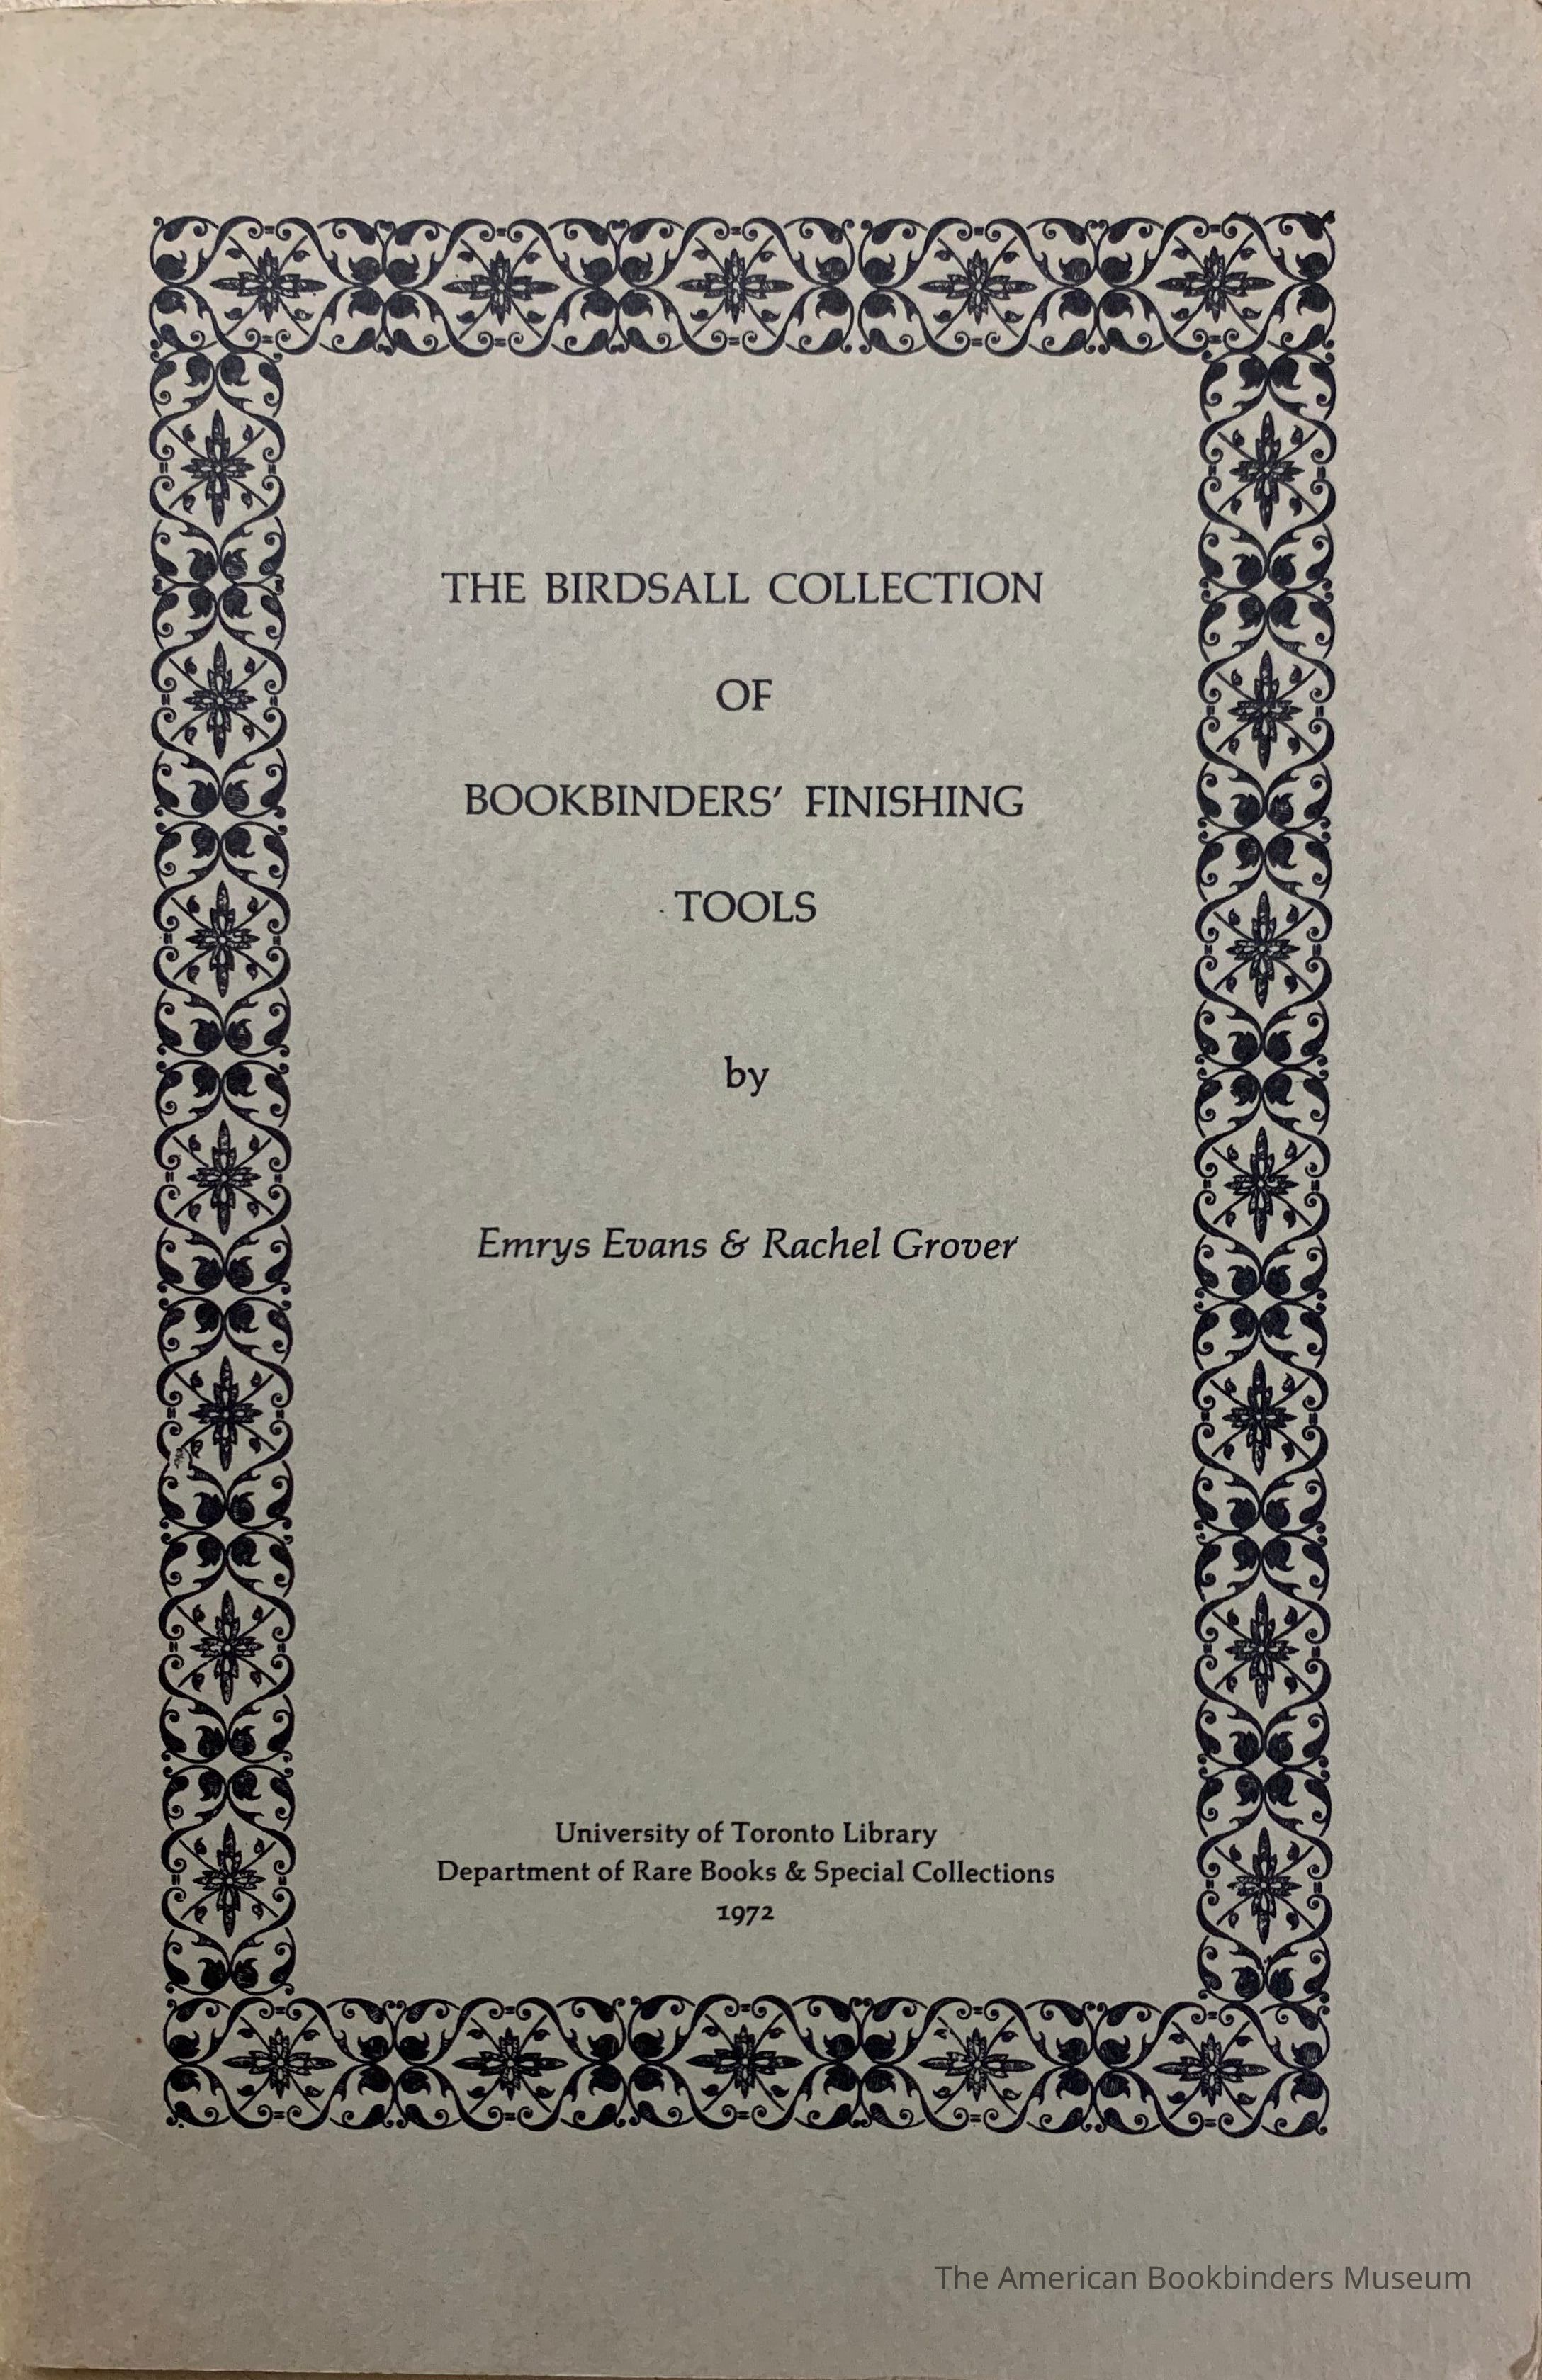 THE BIRDSALL COLLECTION
OF
BOOKBINDERS' FINISHING
TOOLS
by
Emrys Evans & Rachel Grover
University of Toronto Library
Department of Rare Books & Special Collections
1972
The American Bookbinders Museum